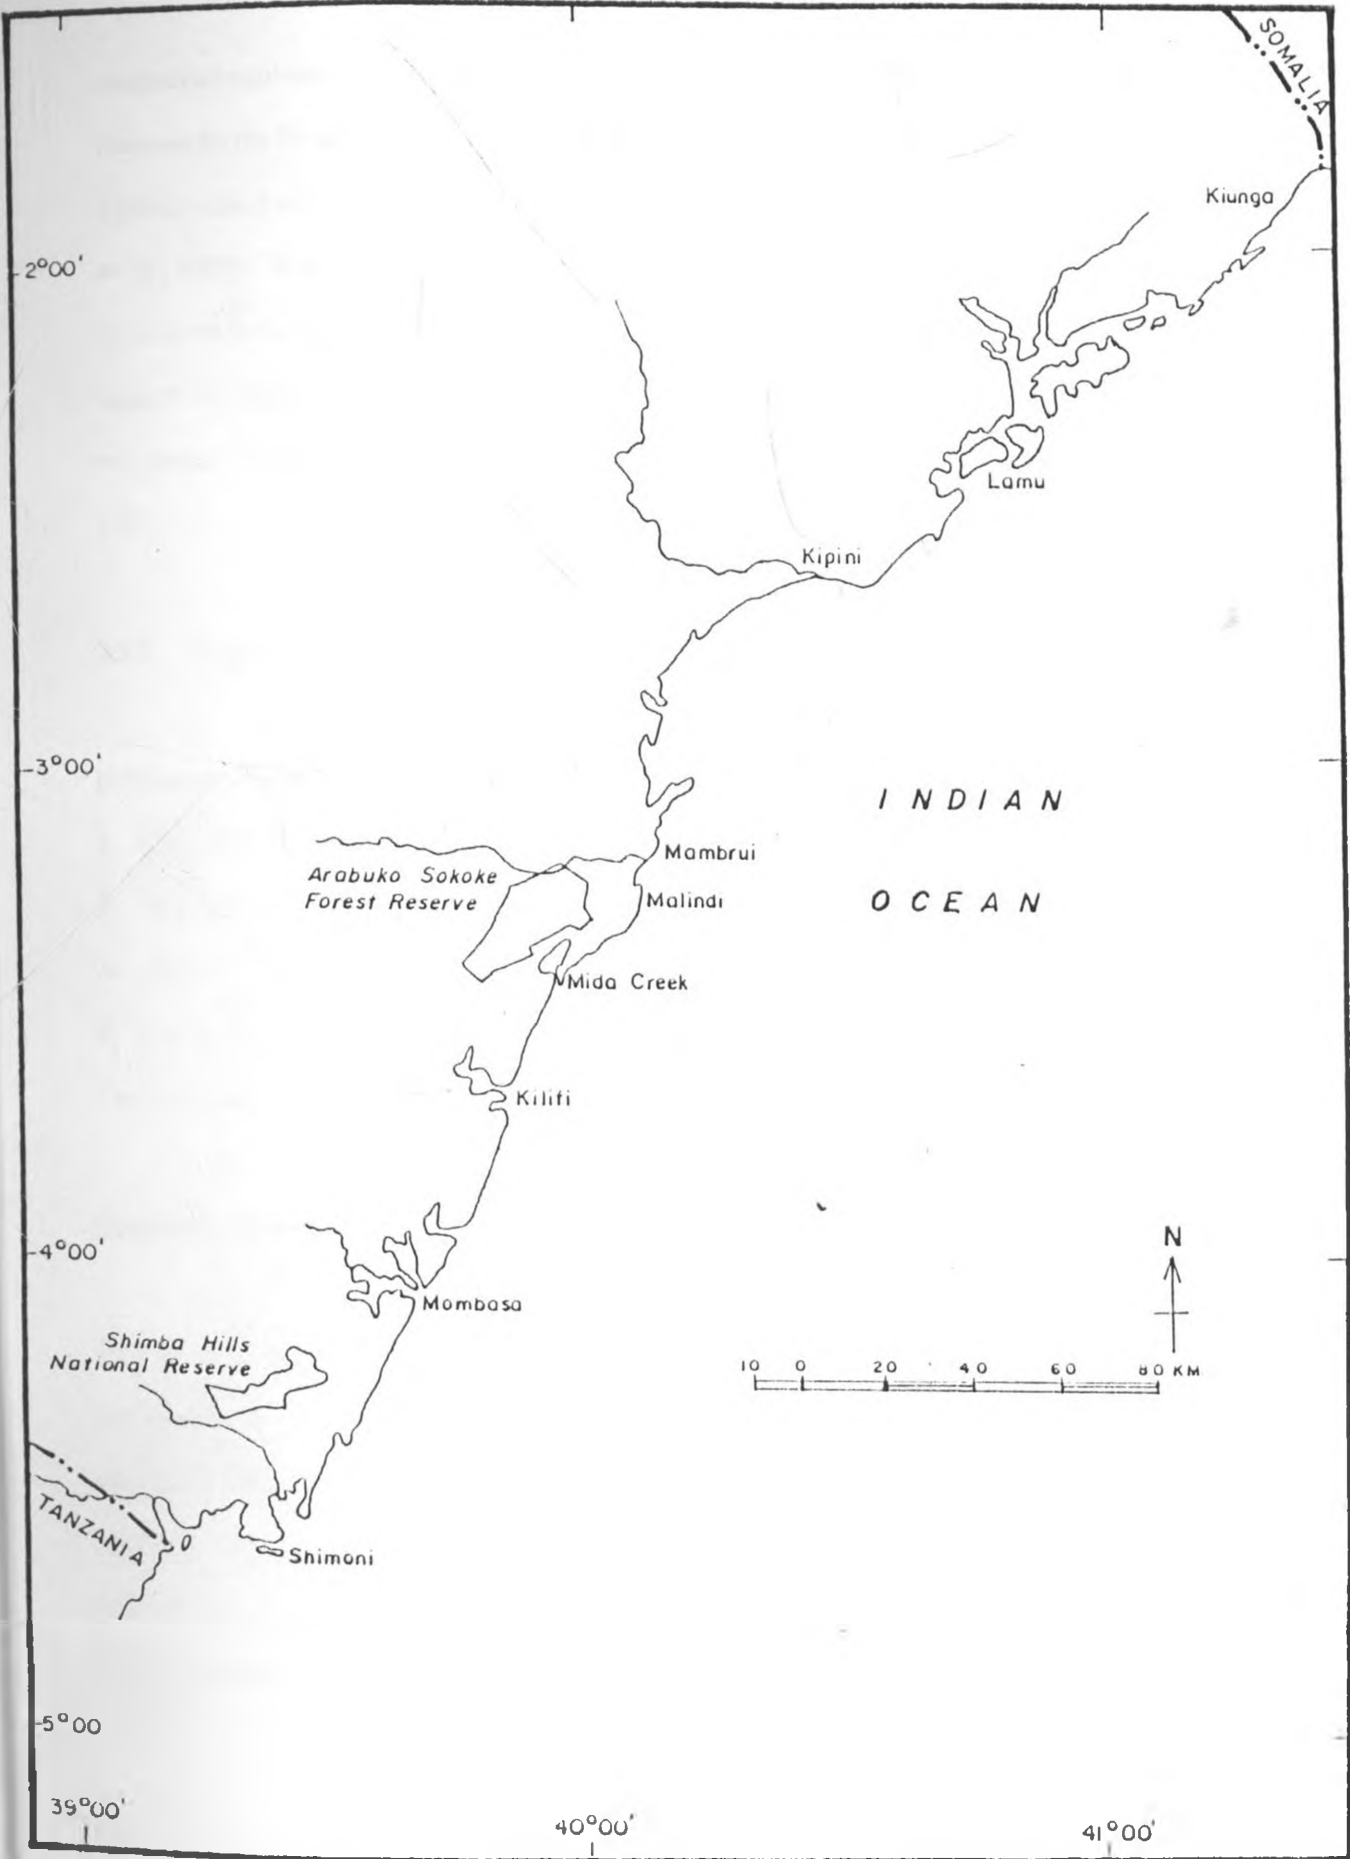 SOMALIA
Kiunga
2°00'
Lamu
Kipini
3°00'
INDIAN
OCEAN
Mambrui
Arabuko Sokoke
Forest Reserve
Malindi
Mida Creek
Kilifi
4°00'
N
Mombasa
Shimba Hills
National Reserve
10 0 20 40 60 80 KM
TANZANIA
Shimoni
5°00
39°00'
40°00'
41°00'